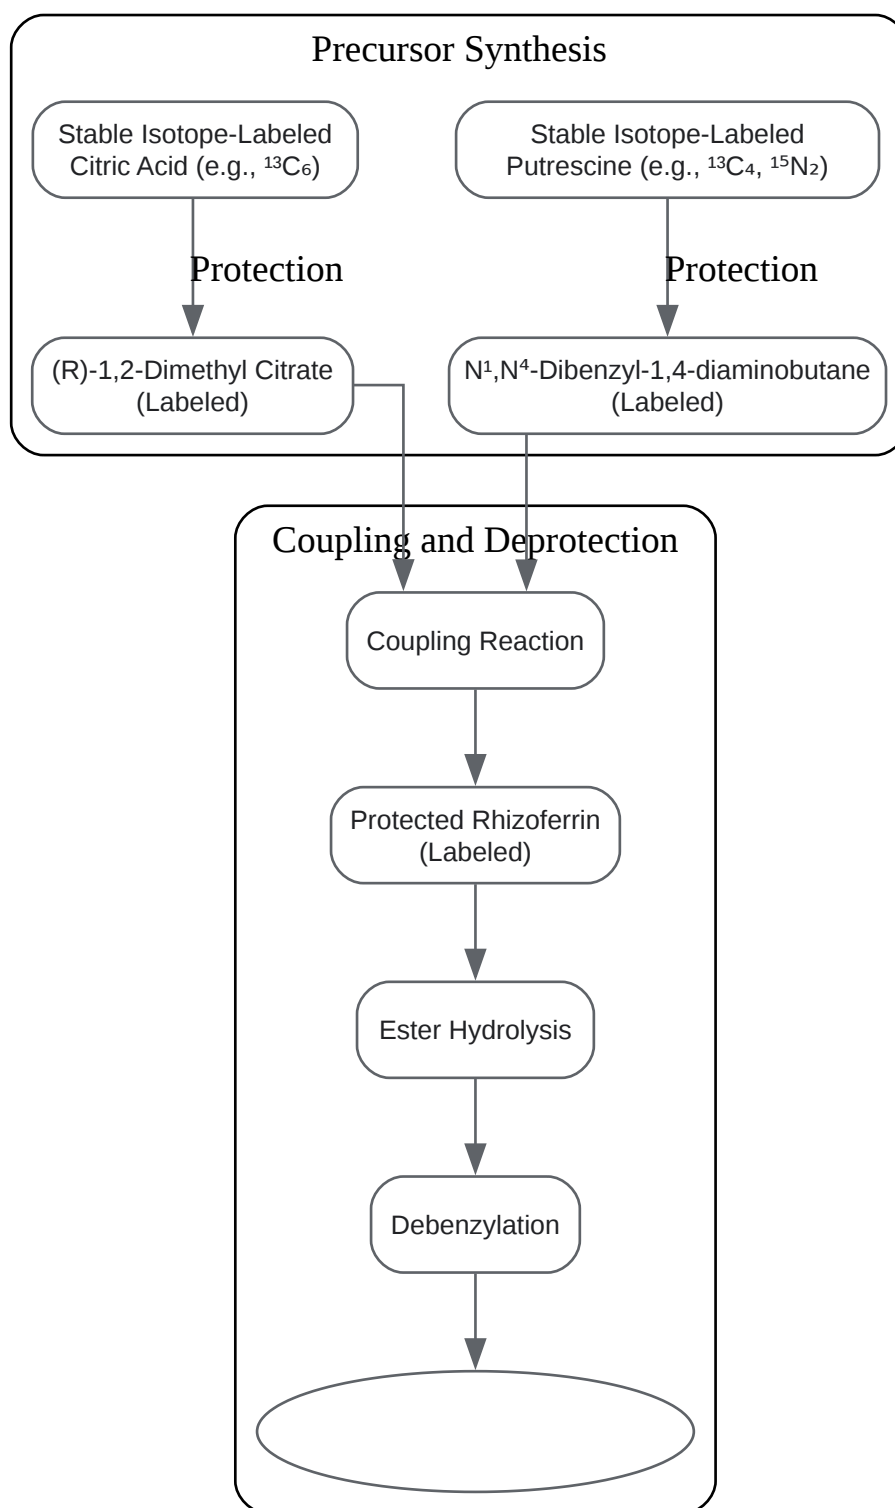 Precursor Synthesis
Stable Isotope-Labeled
Citric Acid (e.g., ¹³C₆)
Stable Isotope-Labeled
Putrescine (e.g., ¹³C₄, ¹⁵N₂)
Protection
Protection
(R)-1,2-Dimethyl Citrate
(Labeled)
N¹,N⁴-Dibenzyl-1,4-diaminobutane
(Labeled)
Coupling and Deprotection
Coupling Reaction
Protected Rhizoferrin
(Labeled)
Ester Hydrolysis
Debenzylation